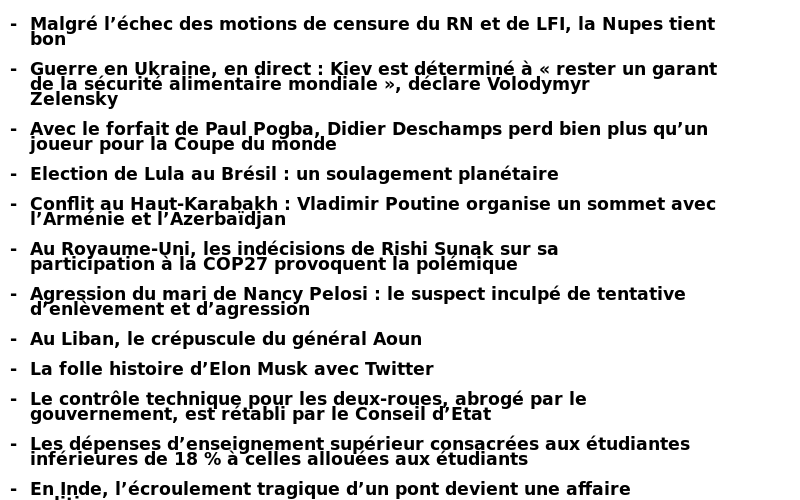 - Malgré l’échec des motions de censure du RN et de LFI, la Nupes tient
bon
- Guerre en Ukraine, en direct : Kiev est déterminé à « rester un garant
de la sécurité alimentaire mondiale », déclare Volodymyr
Zelensky
- Avec le forfait de Paul Pogba, Didier Deschamps perd bien plus qu’un
joueur pour la Coupe du monde
- Election de Lula au Brésil : un soulagement planétaire
- Conflit au Haut-Karabakh : Vladimir Poutine organise un sommet avec
l’Arménie et l’Azerbaïdjan
- Au Royaume-Uni, les indécisions de Rishi Sunak sur sa
participation à la COP27 provoquent la polémique
- Agression du mari de Nancy Pelosi : le suspect inculpé de tentative
d’enlèvement et d’agression
- Au Liban, le crépuscule du général Aoun
- La folle histoire d’Elon Musk avec Twitter
- Le contrôle technique pour les deux-roues, abrogé par le
gouvernement, est rétabli par le Conseil d’Etat
- Les dépenses d’enseignement supérieur consacrées aux étudiantes
inférieures de 18 % à celles allouées aux étudiants
- En Inde, l’écroulement tragique d’un pont devient une affaire